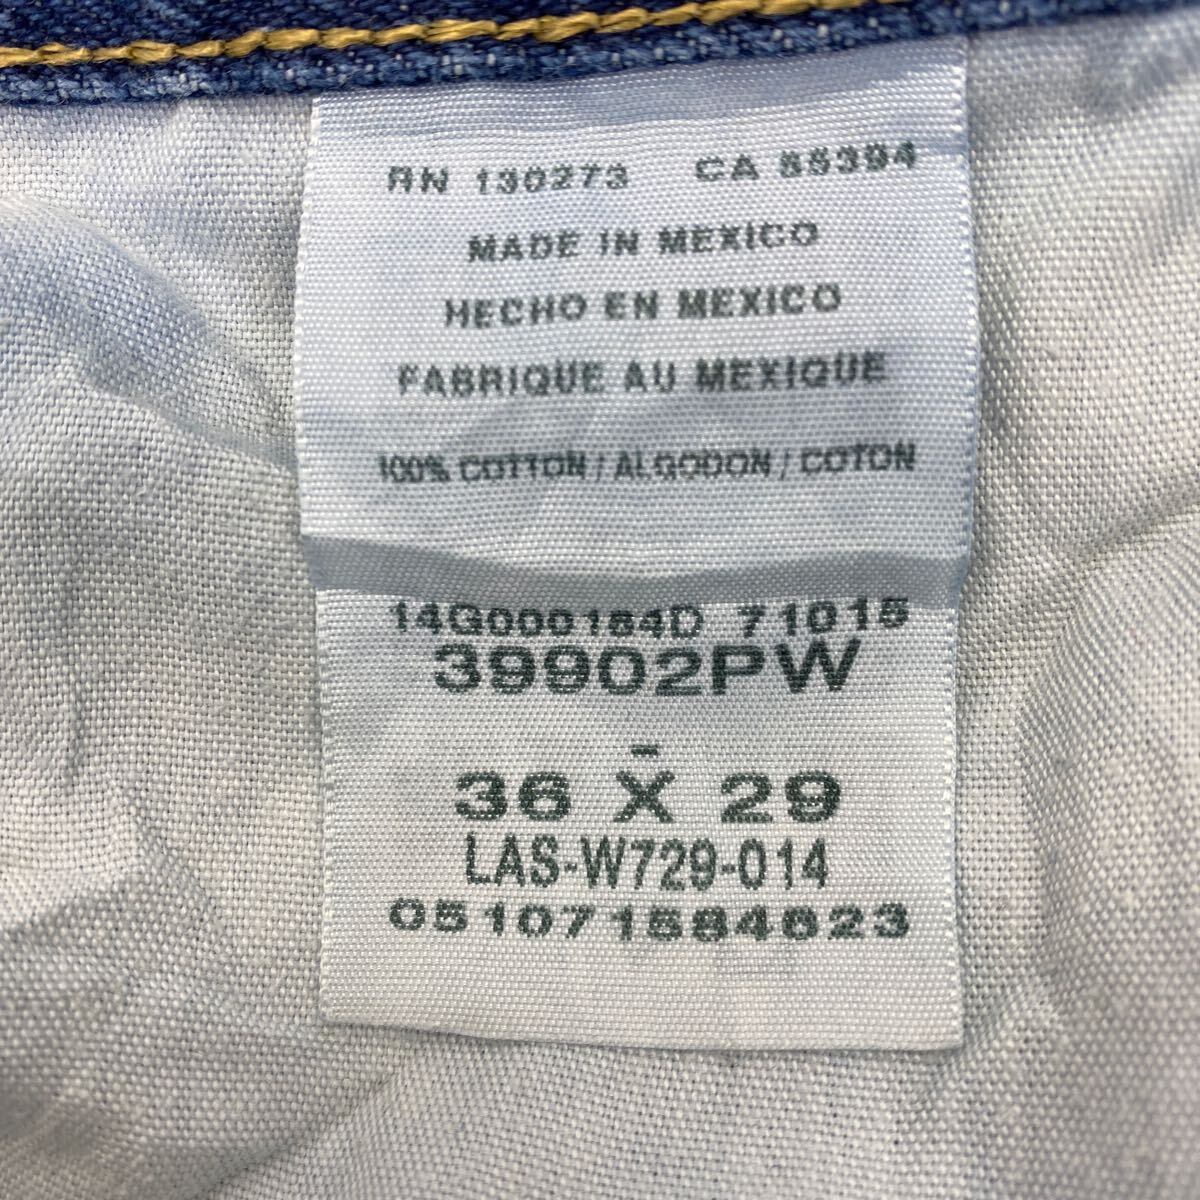 RN 130273 CA 55394
MADE IN MEXICO
HECHO EN MEXICO
FABRIQUE AU MEXIQUE
100% COTTON / ALGODON / COTON
14G000184D 71015
39902PW
-
36 X 29
LAS-W729-014
051071584623